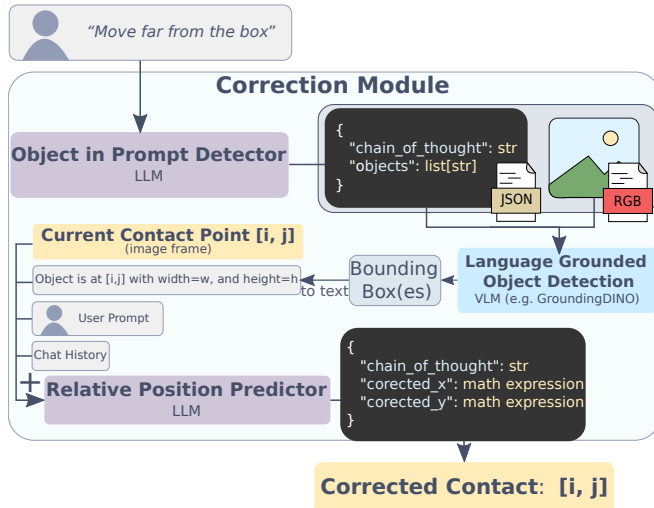 “Move far from the box”
Correction Module
Object in Prompt Detector
LLM
{
"chain_of_thought": str
"objects": list[str]
}
JSON
RGB
Current Contact Point [i, j]
(image frame)
Object is at [i,j] with width=w, and height=h
to text
Bounding
Box(es)
Language Grounded
Object Detection
VLM (e.g. GroundingDINO)
User Prompt
Chat History
+
Relative Position Predictor
LLM
{
"chain_of_thought": str
"corected_x": math expression
"corected_y": math expression
}
Corrected Contact: [i, j]